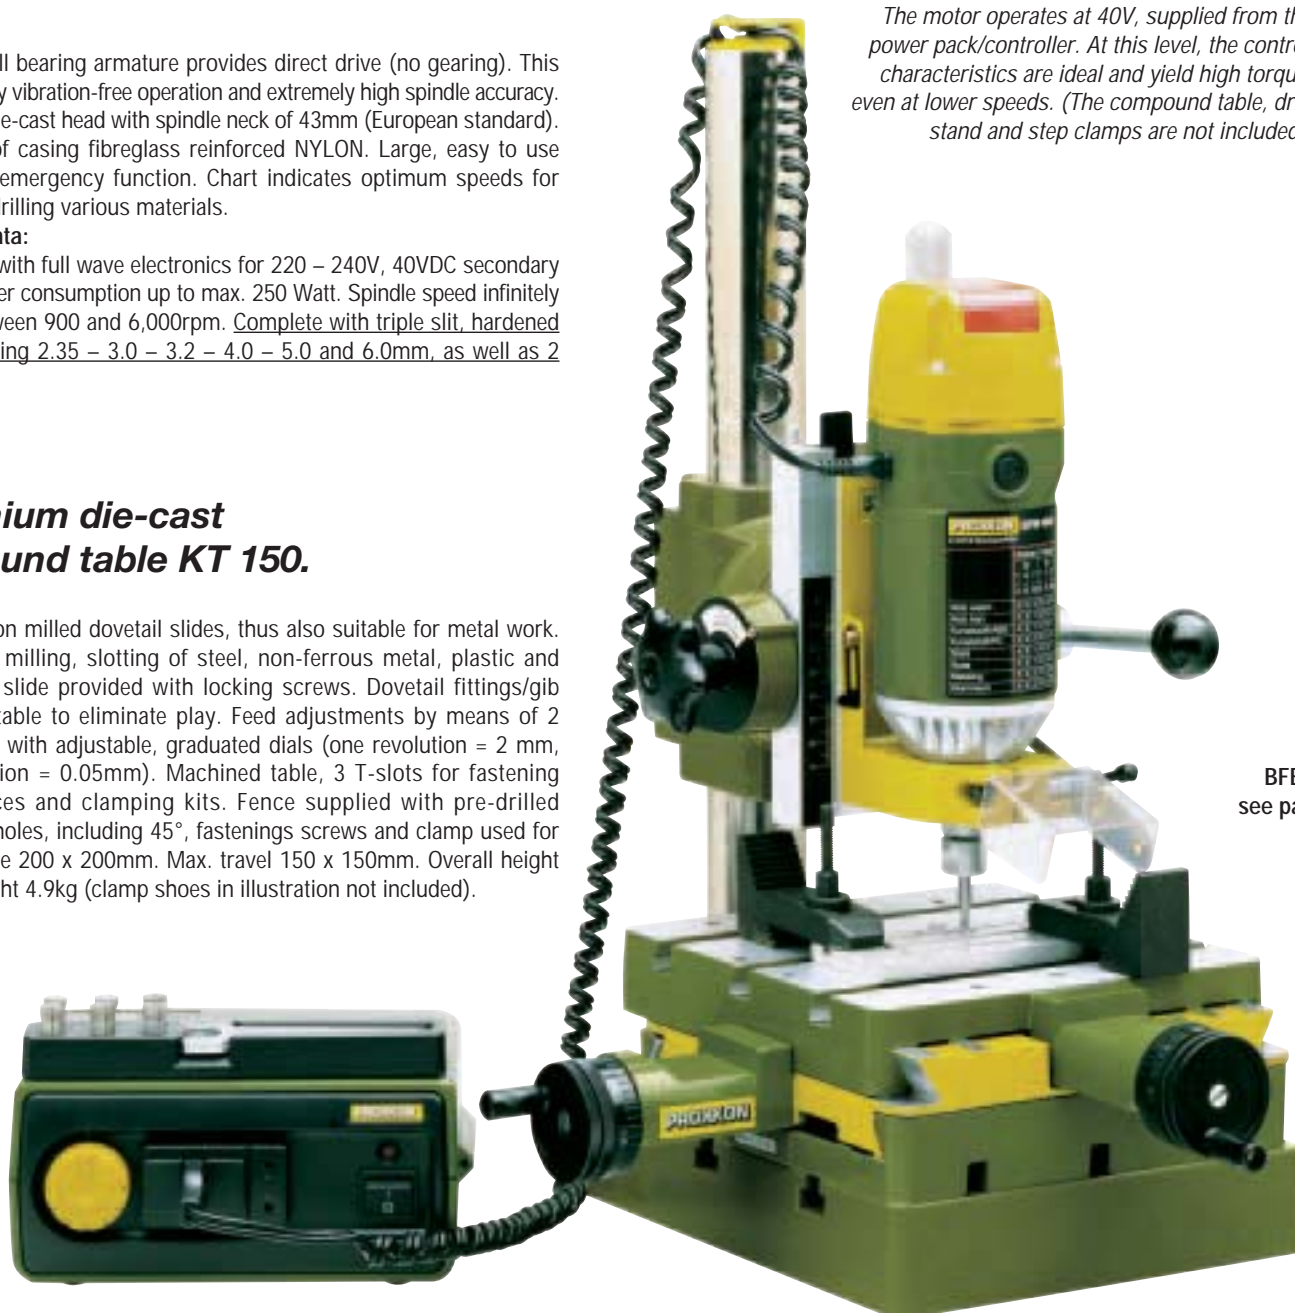 ll bearing armature provides direct drive (no gearing). This
y vibration-free operation and extremely high spindle accuracy.
e-cast head with spindle neck of 43mm (European standard).
of casing fibreglass reinforced NYLON. Large, easy to use
emergency function. Chart indicates optimum speeds for
drilling various materials.
ata:
with full wave electronics for 220 – 240V, 40VDC secondary
er consumption up to max. 250 Watt. Spindle speed infinitely
ween 900 and 6,000rpm. Complete with triple slit, hardened
ing 2.35 – 3.0 – 3.2 – 4.0 – 5.0 and 6.0mm, as well as 2
nium die-cast
und table KT 150.
on milled dovetail slides, thus also suitable for metal work.
milling, slotting of steel, non-ferrous metal, plastic and
slide provided with locking screws. Dovetail fittings/gib
table to eliminate play. Feed adjustments by means of 2
with adjustable, graduated dials (one revolution = 2 mm,
ion = 0.05mm). Machined table, 3 T-slots for fastening
ces and clamping kits. Fence supplied with pre-drilled
holes, including 45°, fastenings screws and clamp used for
e 200 x 200mm. Max. travel 150 x 150mm. Overall height
ht 4.9kg (clamp shoes in illustration not included).
The motor operates at 40V, supplied from th
power pack/controller. At this level, the contro
characteristics are ideal and yield high torqu
even at lower speeds. (The compound table, dr
stand and step clamps are not included
PROXXON
BFB
see pa
PROXXON
PROXXON